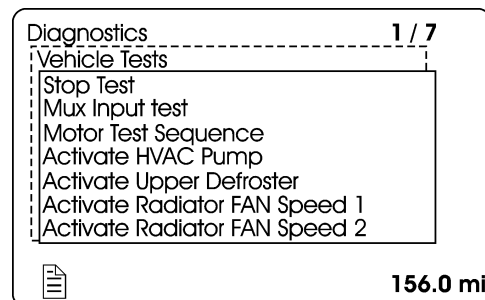 Diagnostics 1 / 7
Vehicle Tests
Stop Test
Mux Input test
Motor Test Sequence
Activate HVAC Pump
Activate Upper Defroster
Activate Radiator FAN Speed 1
Activate Radiator FAN Speed 2
156.0 mi